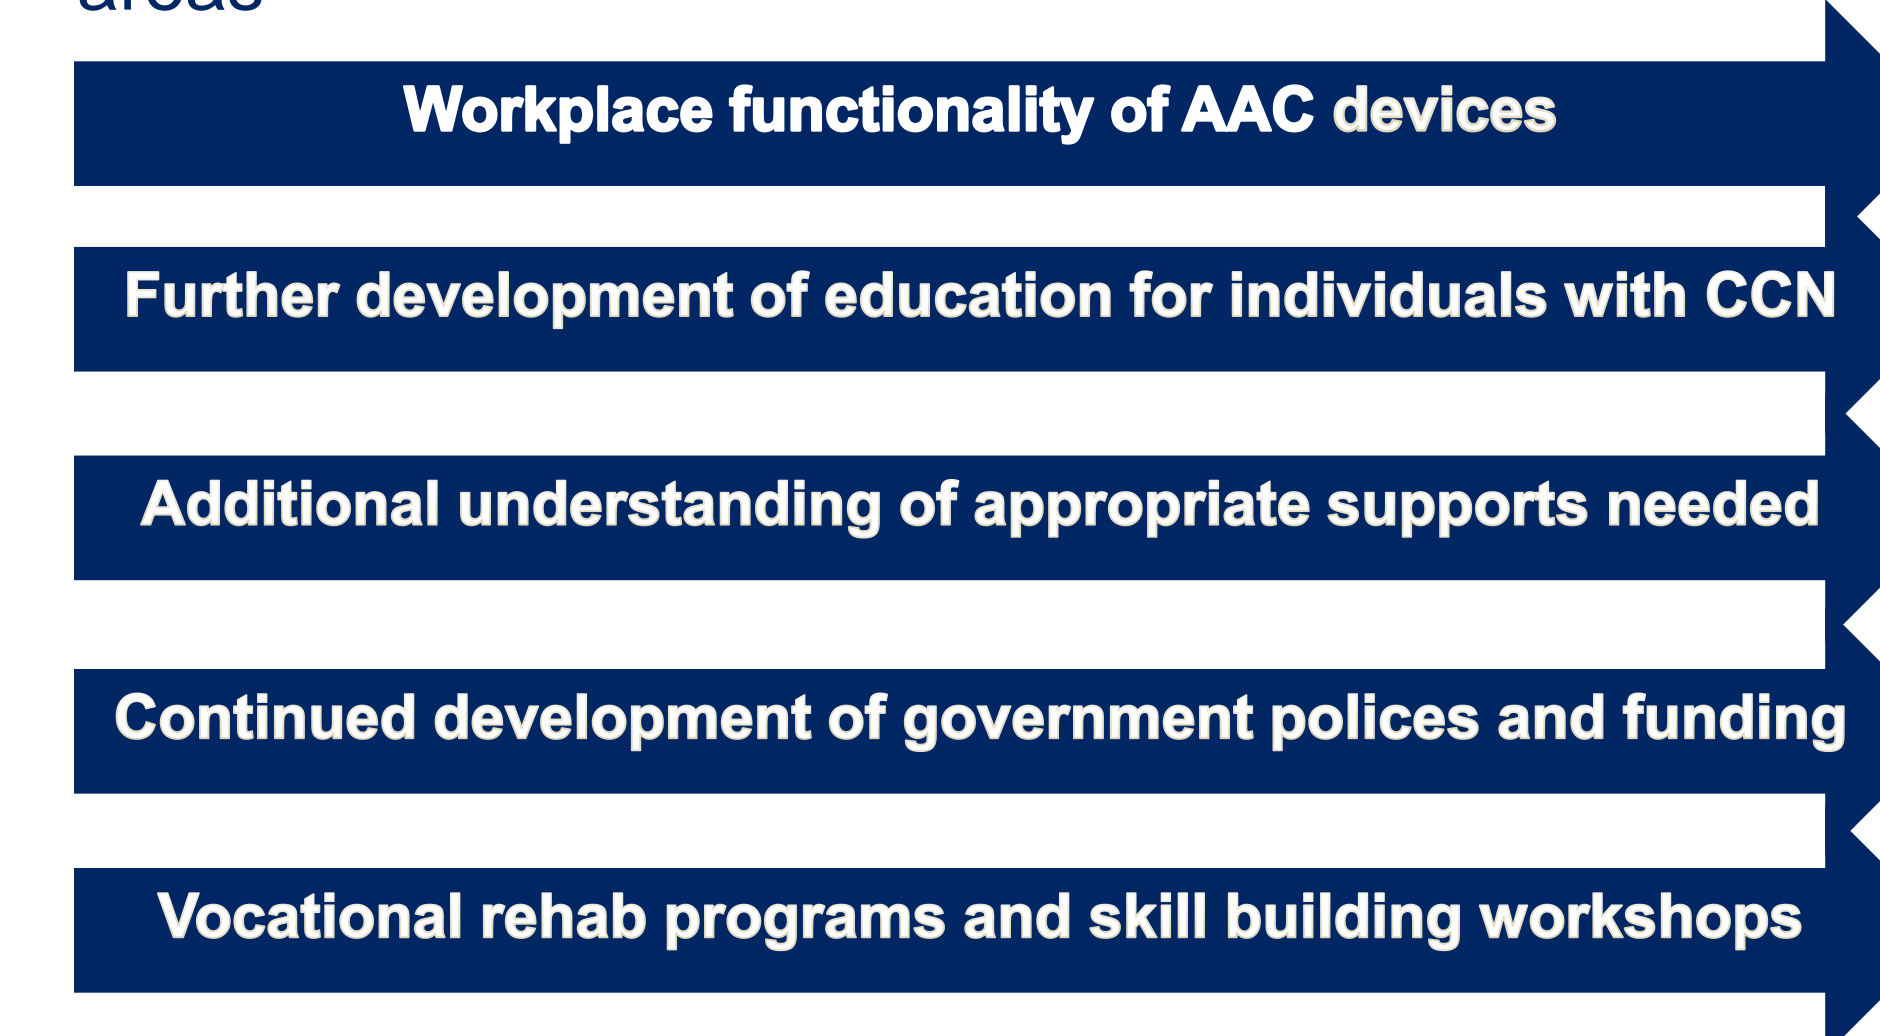 areas
Workplace functionality of AAC devices
Further development of education for individuals with CCN
Additional understanding of appropriate supports needed
Continued development of government polices and funding
Vocational rehab programs and skill building workshops